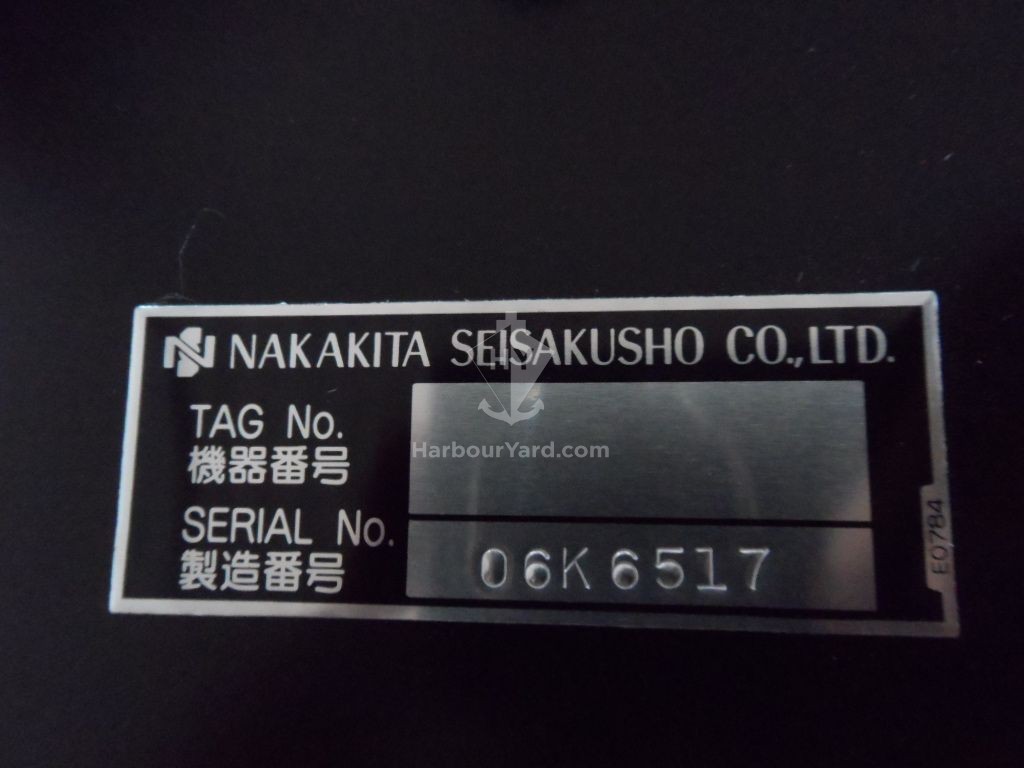 NAKAKITA SEISAKUSHO CO.,LTD.
TAG No.
機器番号
HarbourYard.com
SERIAL No.
製造番号
06K6517
E0784